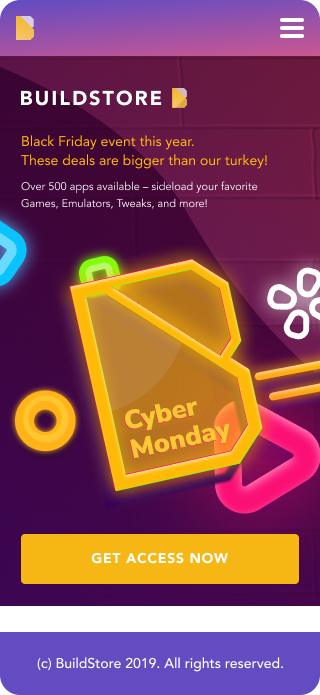 BUILDSTORE
Black Friday event this year.
These deals are bigger than our turkey!
Over 500 apps available – sideload your favorite
Games, Emulators, Tweaks, and more!
Cyber
Monday
GET ACCESS NOW
(c) BuildStore 2019. All rights reserved.